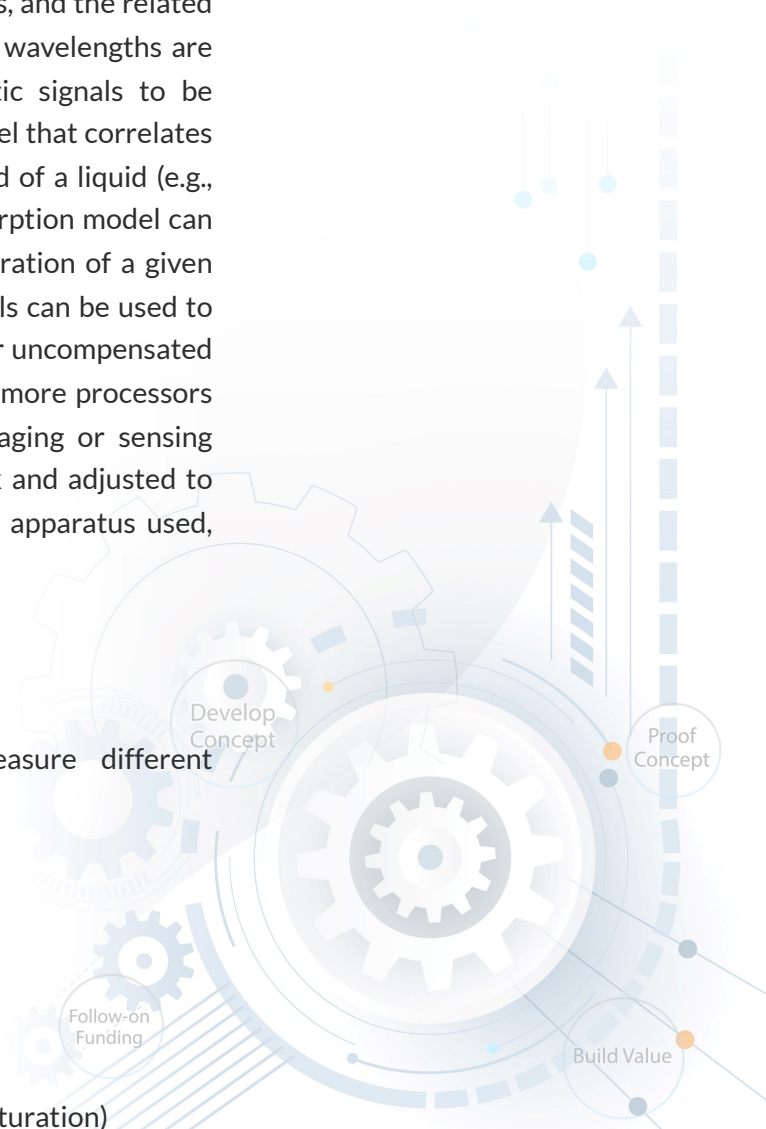 s, and the related
wavelengths are
tic signals to be
el that correlates
d of a liquid (e.g.,
rption model can
ration of a given
ls can be used to
r uncompensated
more processors
aging or sensing
k and adjusted to
apparatus used,
Develop
Concept
easure different
Proof
Concept
Follow-on
Funding
Build Value
turation)